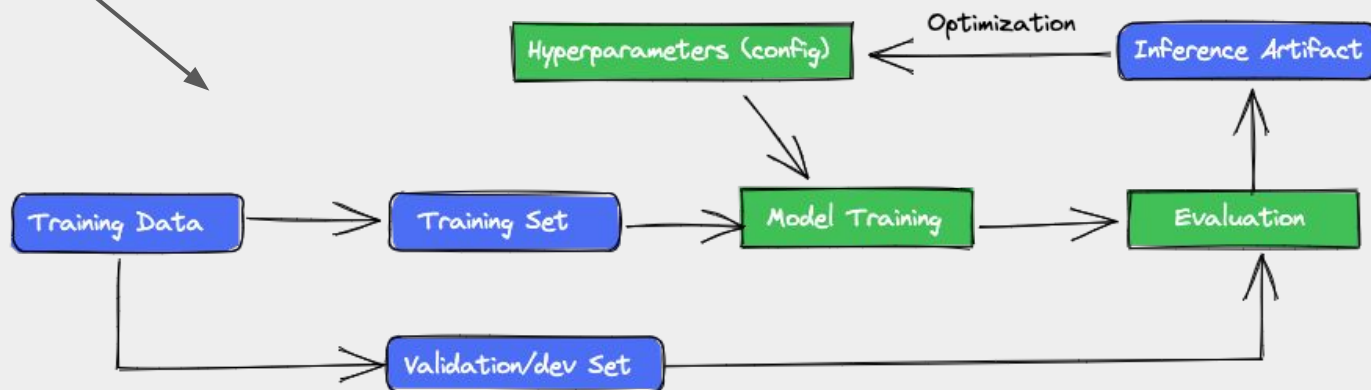 Optimization
Hyperparameters (config)
Inference Artifact
Training Data
Training Set
Model Training
Evaluation
Validation/dev Set